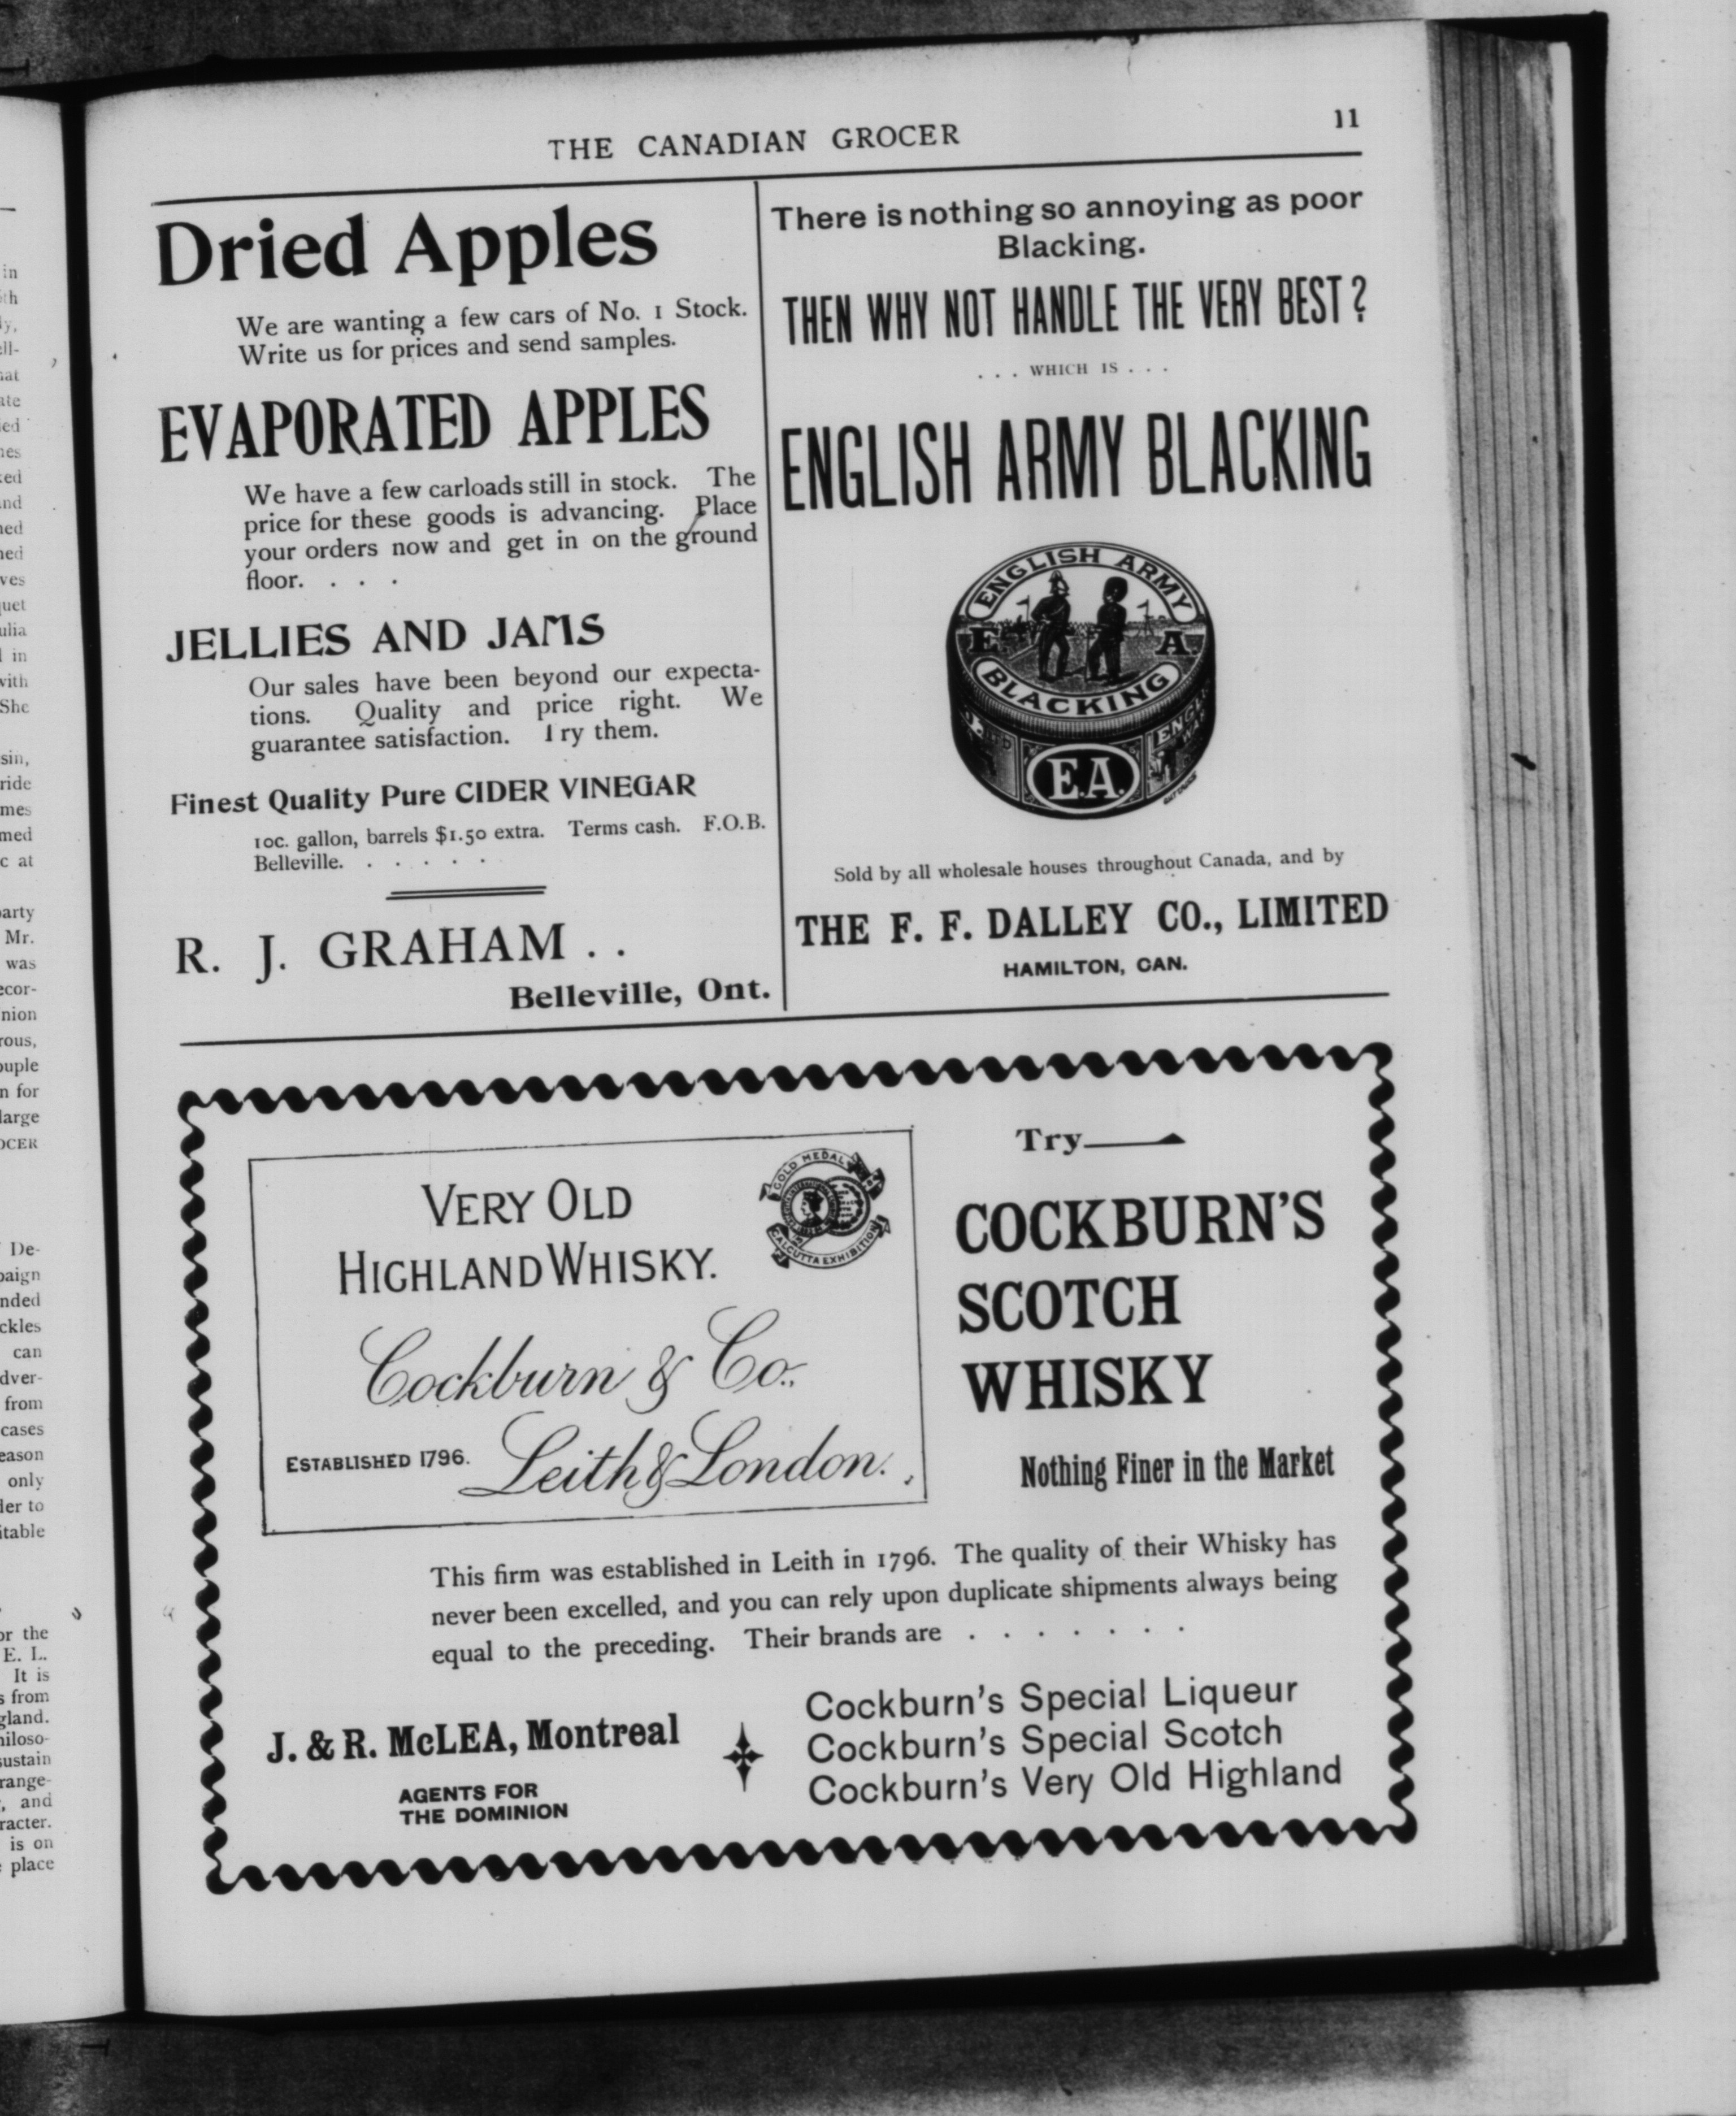 THE CANADIAN GROCER
11
Dried Apples
We are wanting a few cars of No. 1 Stock.
Write us for prices and send samples.
EVAPORATED APPLES
We have a few carloads still in stock. The
price for these goods is advancing. Place
your orders now and get in on the ground
floor. . . .
JELLIES AND JAMS
Our sales have been beyond our expecta-
tions. Quality and price right. We
guarantee satisfaction. Try them.
Finest Quality Pure CIDER VINEGAR
10c. gallon, barrels $1.50 extra. Terms cash. F.O.B.
Belleville. . . . . .
R. J. GRAHAM . .
Belleville, Ont.
There is nothing so annoying as poor
Blacking.
THEN WHY NOT HANDLE THE VERY BEST?
. . . WHICH IS . . .
ENGLISH ARMY BLACKING
ENGLISH ARMY
E. A.
BLACKING
E.A.
Sold by all wholesale houses throughout Canada, and by
THE F. F. DALLEY CO., LIMITED
HAMILTON, CAN.
VERY OLD
HIGHLAND WHISKY.
GOLD MEDAL
CALCUTTA EXHIBITION
Cockburn & Co.,
ESTABLISHED 1796.
Leith & London.
Try
COCKBURN'S
SCOTCH
WHISKY
Nothing Finer in the Market
This firm was established in Leith in 1796. The quality of their Whisky has
never been excelled, and you can rely upon duplicate shipments always being
equal to the preceding. Their brands are . . . . . . .
J. & R. McLEA, Montreal
AGENTS FOR
THE DOMINION
Cockburn's Special Liqueur
Cockburn's Special Scotch
Cockburn's Very Old Highland